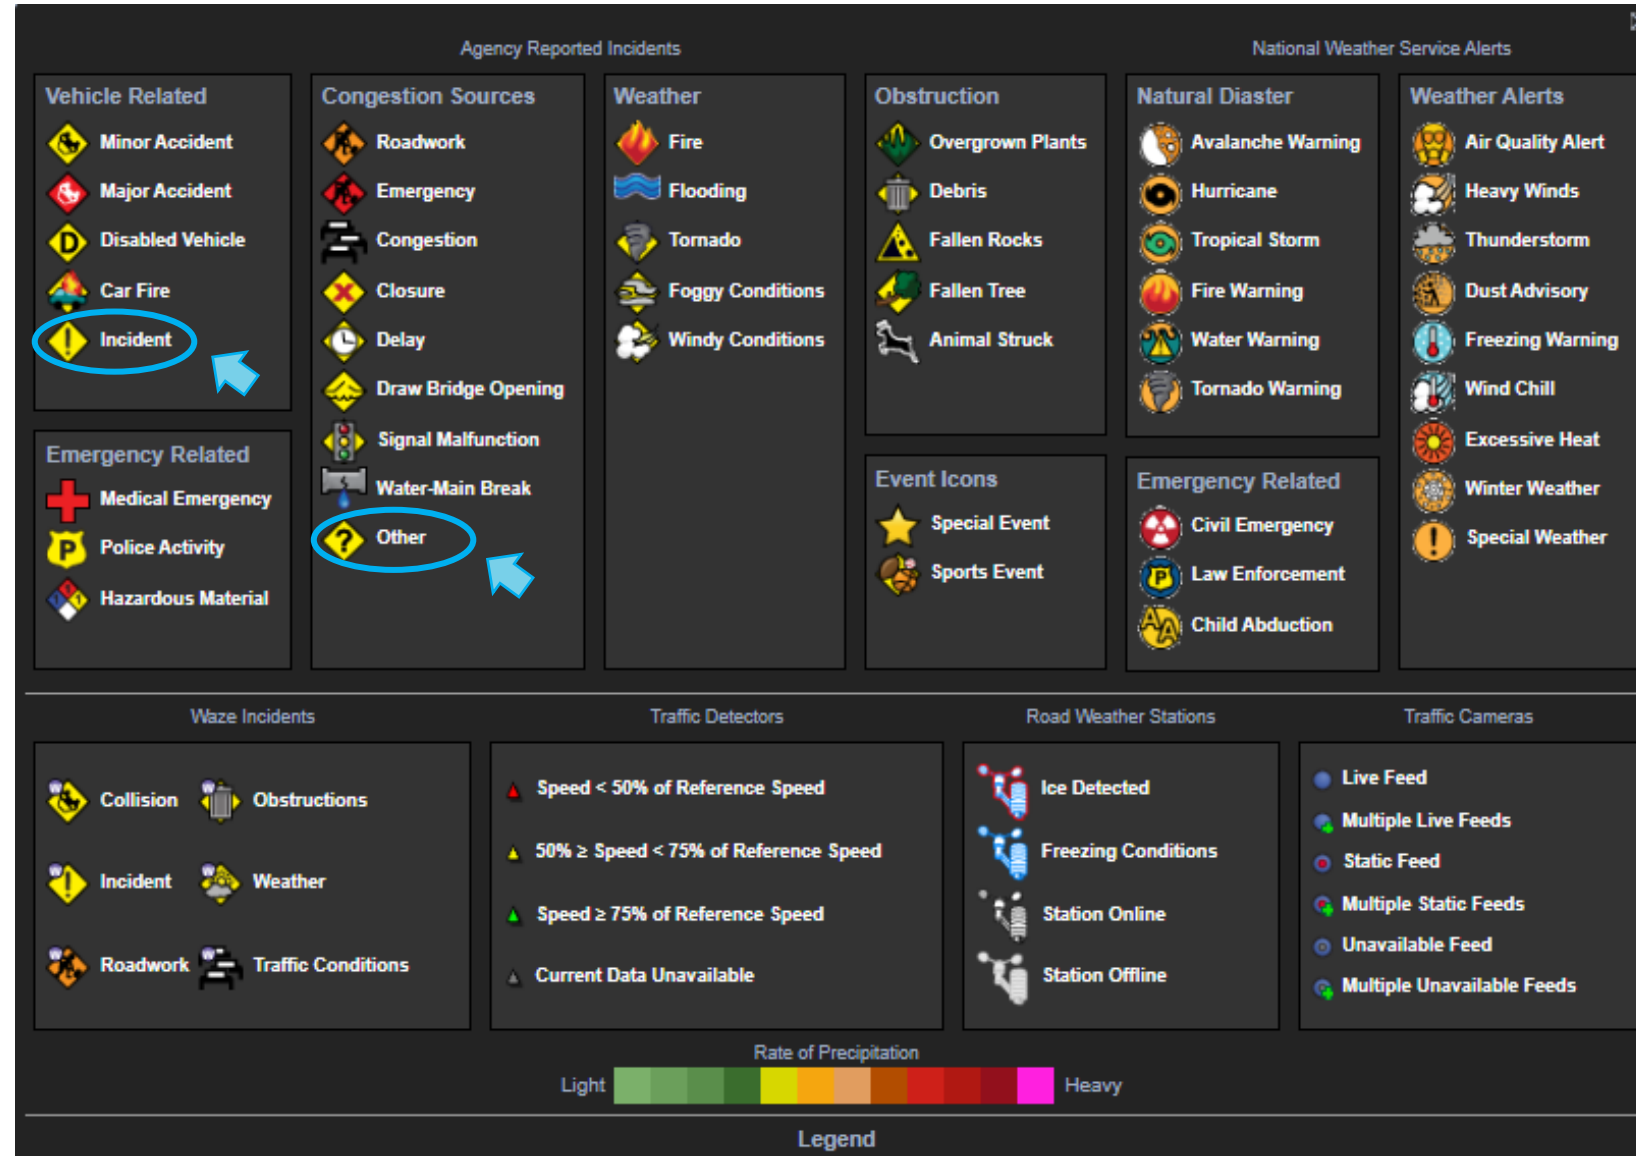 Agency Reported Incidents
National Weather Service Alerts
Vehicle Related
Minor Accident
Major Accident
D Disabled Vehicle
Car Fire
! Incident
Emergency Related
Medical Emergency
P Police Activity
Hazardous Material
Congestion Sources
Roadwork
Emergency
Congestion
Closure
Delay
Draw Bridge Opening
Signal Malfunction
Water-Main Break
? Other
Weather
Fire
Flooding
Tornado
Foggy Conditions
Windy Conditions
Obstruction
Overgrown Plants
Debris
Fallen Rocks
Fallen Tree
Animal Struck
Event Icons
Special Event
Sports Event
Natural Diaster
Avalanche Warning
Hurricane
Tropical Storm
Fire Warning
Water Warning
Tornado Warning
Emergency Related
Civil Emergency
P Law Enforcement
AA Child Abduction
Weather Alerts
Air Quality Alert
Heavy Winds
Thunderstorm
Dust Advisory
Freezing Warning
Wind Chill
Excessive Heat
Winter Weather
! Special Weather
Waze Incidents
W Collision
W Obstructions
W ! Incident
W Weather
W Roadwork
W Traffic Conditions
Traffic Detectors
Speed < 50% of Reference Speed
50% ≥ Speed < 75% of Reference Speed
Speed ≥ 75% of Reference Speed
Current Data Unavailable
Road Weather Stations
Ice Detected
Freezing Conditions
Station Online
Station Offline
Traffic Cameras
Live Feed
Multiple Live Feeds
Static Feed
Multiple Static Feeds
Unavailable Feed
Multiple Unavailable Feeds
Rate of Precipitation
Light
Heavy
Legend